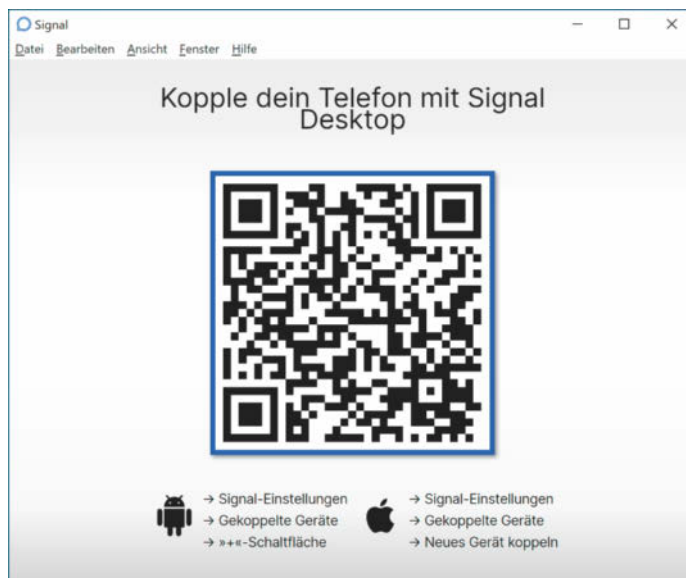 Signal
Datei Bearbeiten Ansicht Fenster Hilfe
Kopple dein Telefon mit Signal
Desktop
→ Signal-Einstellungen
→ Gekoppelte Geräte
→ »+«-Schaltfläche
→ Signal-Einstellungen
→ Gekoppelte Geräte
→ Neues Gerät koppeln